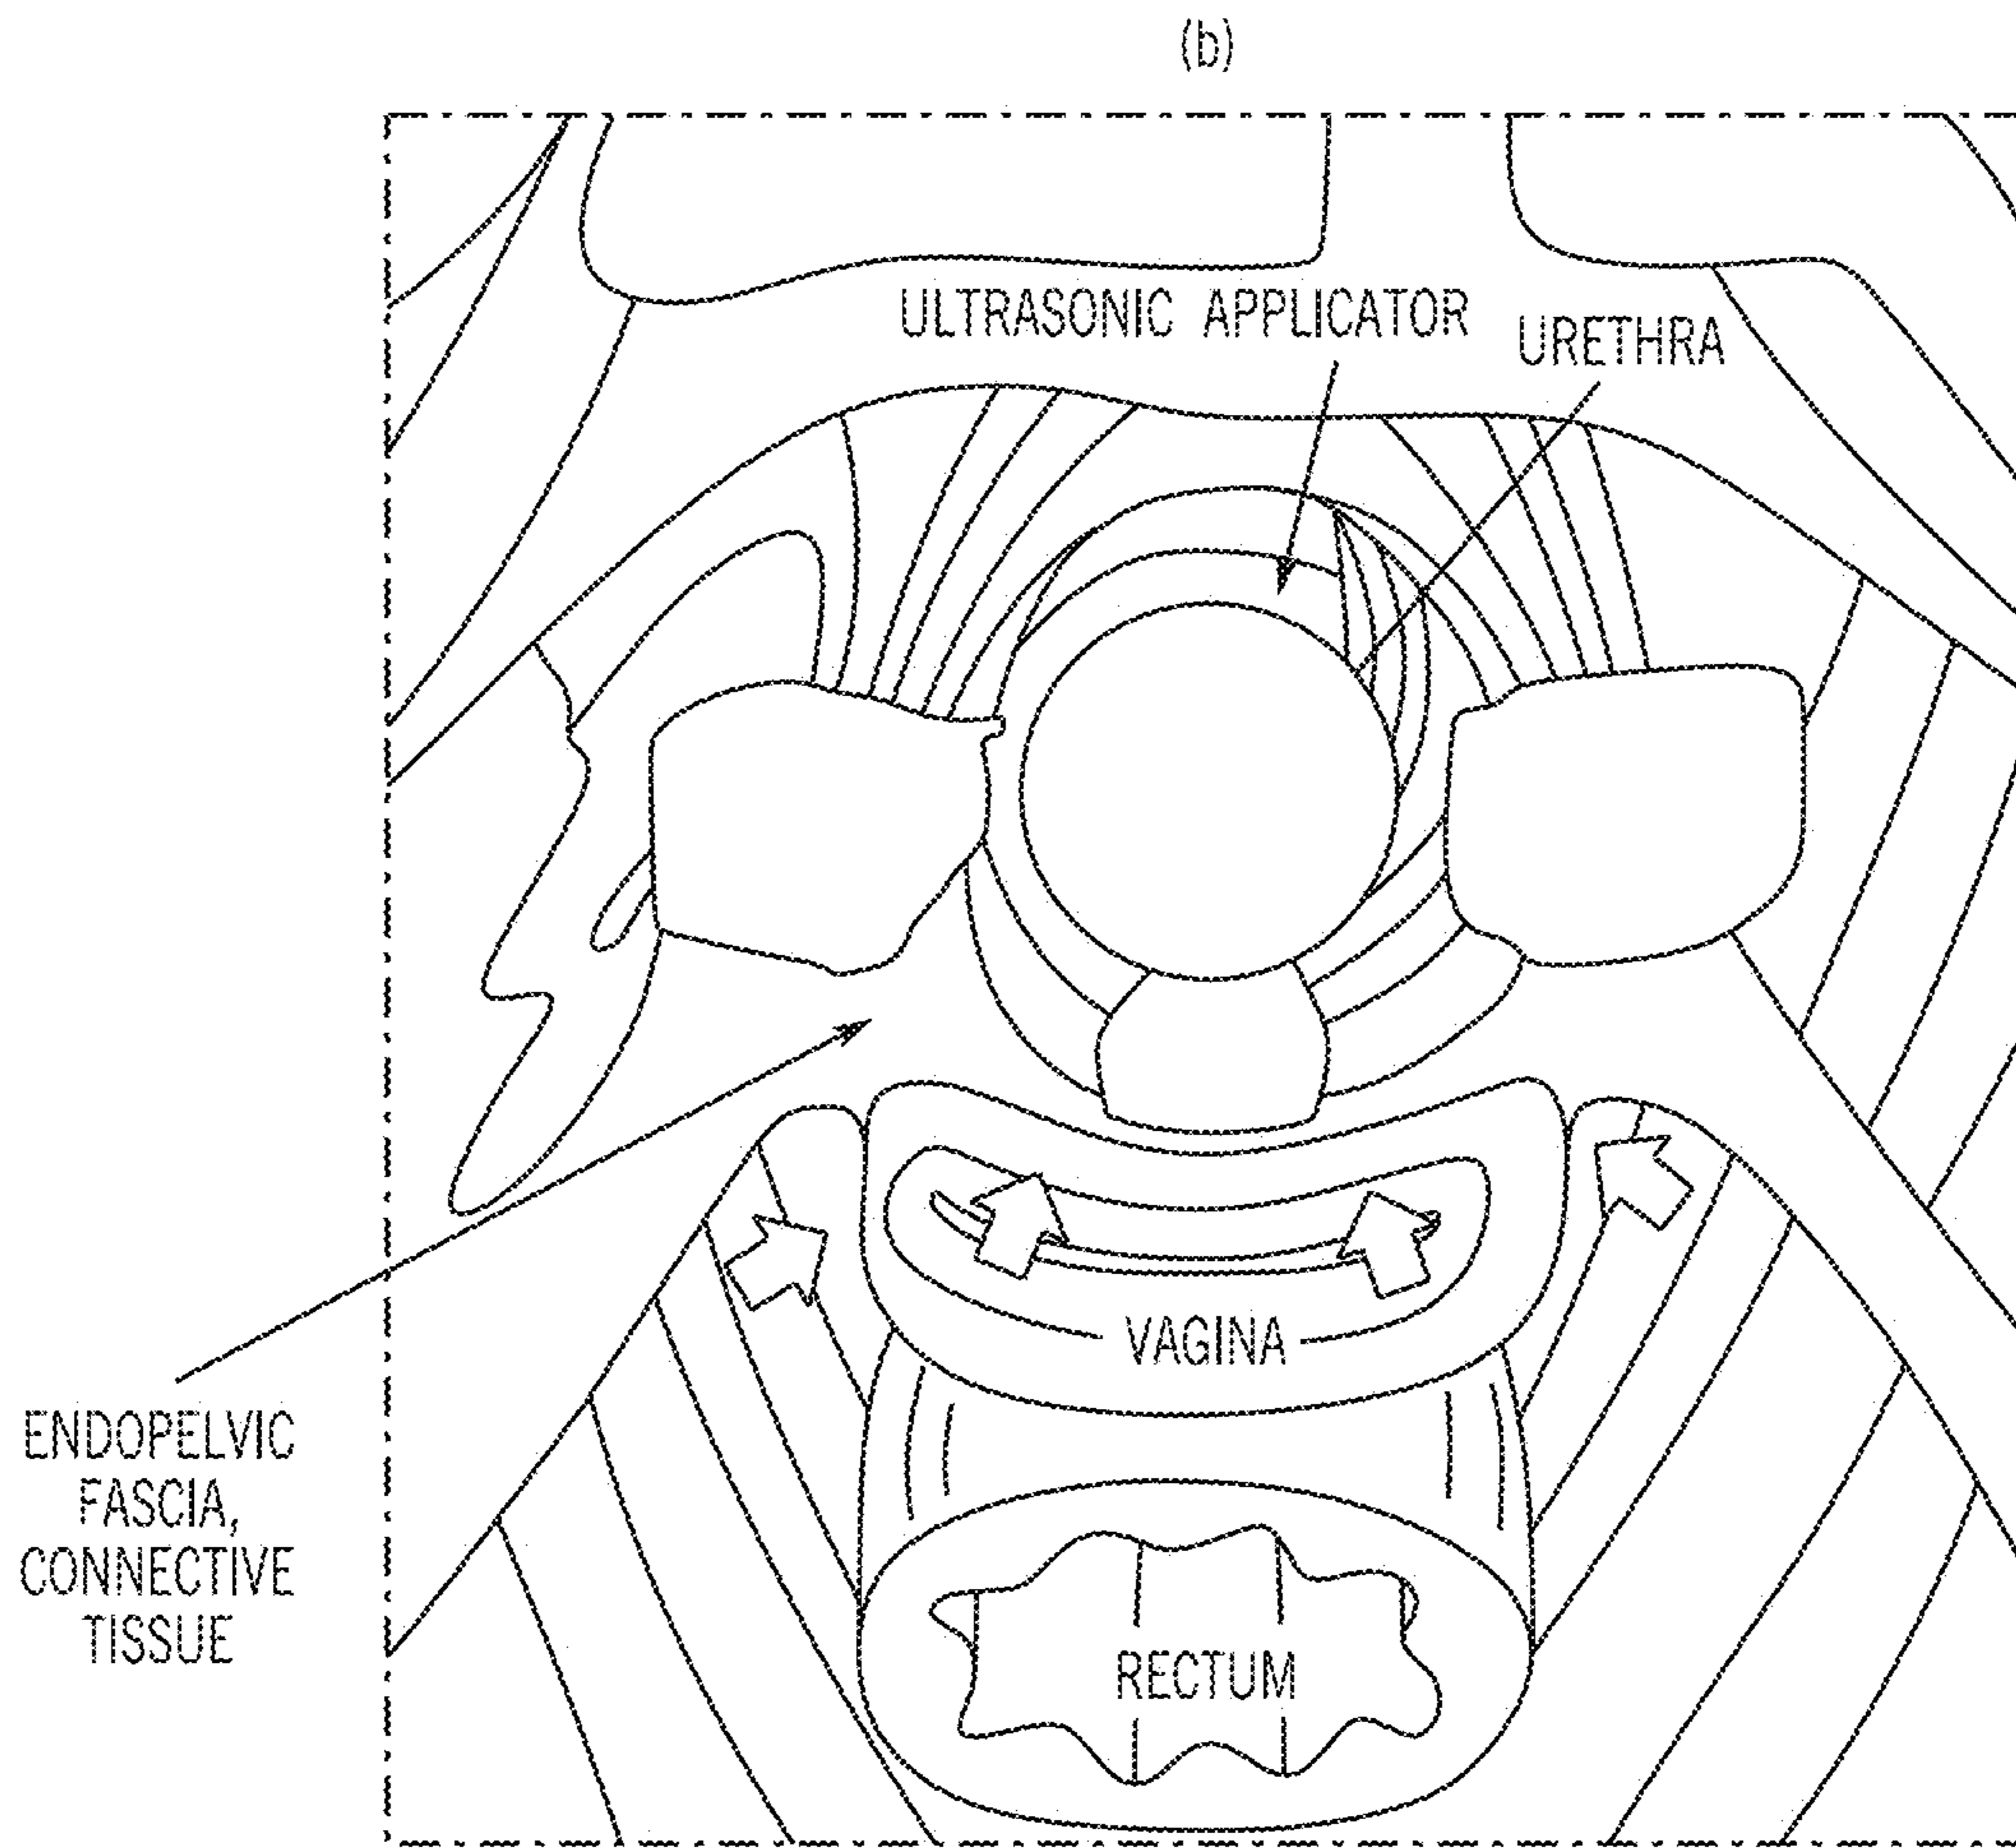 (b)
ULTRASONIC APPLICATOR
URETHRA
VAGINA
ENDOPELVIC
FASCIA,
CONNECTIVE
TISSUE
RECTUM